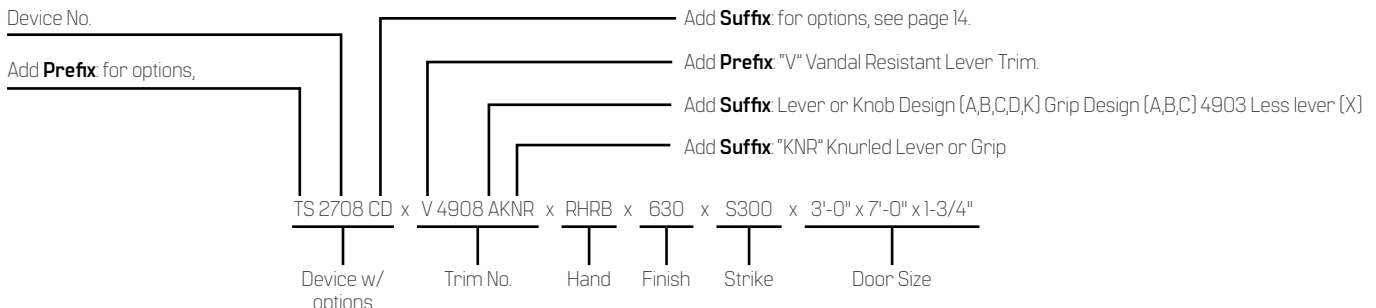 Device No.
Add Suffix: for options, see page 14.
Add Prefix: for options,
Add Prefix: "V" Vandal Resistant Lever Trim.
Add Suffix: Lever or Knob Design (A,B,C,D,K) Grip Design (A,B,C) 4903 Less lever (X)
Add Suffix: "KNR" Knurled Lever or Grip
TS 2708 CD x V 4908 AKNR x RHRB x 630 x S300 x 3'-0" x 7'-0" x 1-3/4"
Device w/ options
Trim No.
Hand
Finish
Strike
Door Size